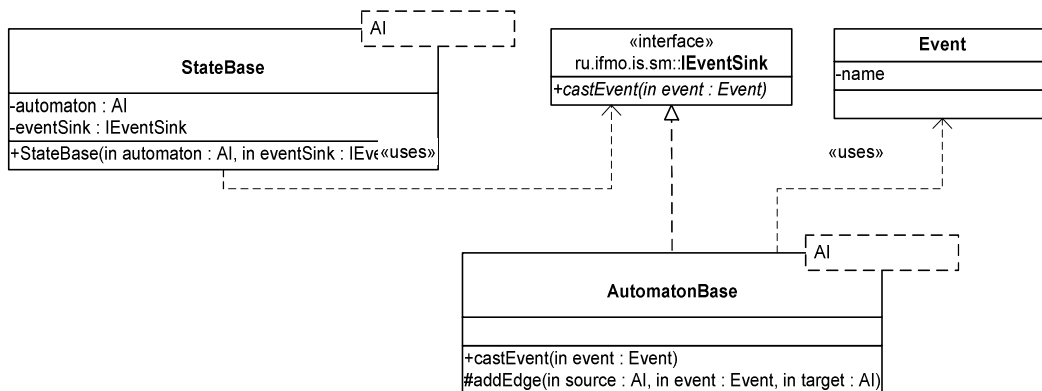 AI
StateBase
-automaton : AI
-eventSink : IEventSink
+StateBase(in automaton : AI, in eventSink : IEve
«uses»
«interface»
ru.ifmo.is.sm::IEventSink
+castEvent(in event : Event)
Event
-name
«uses»
AI
AutomatonBase
+castEvent(in event : Event)
#addEdge(in source : AI, in event : Event, in target : AI)